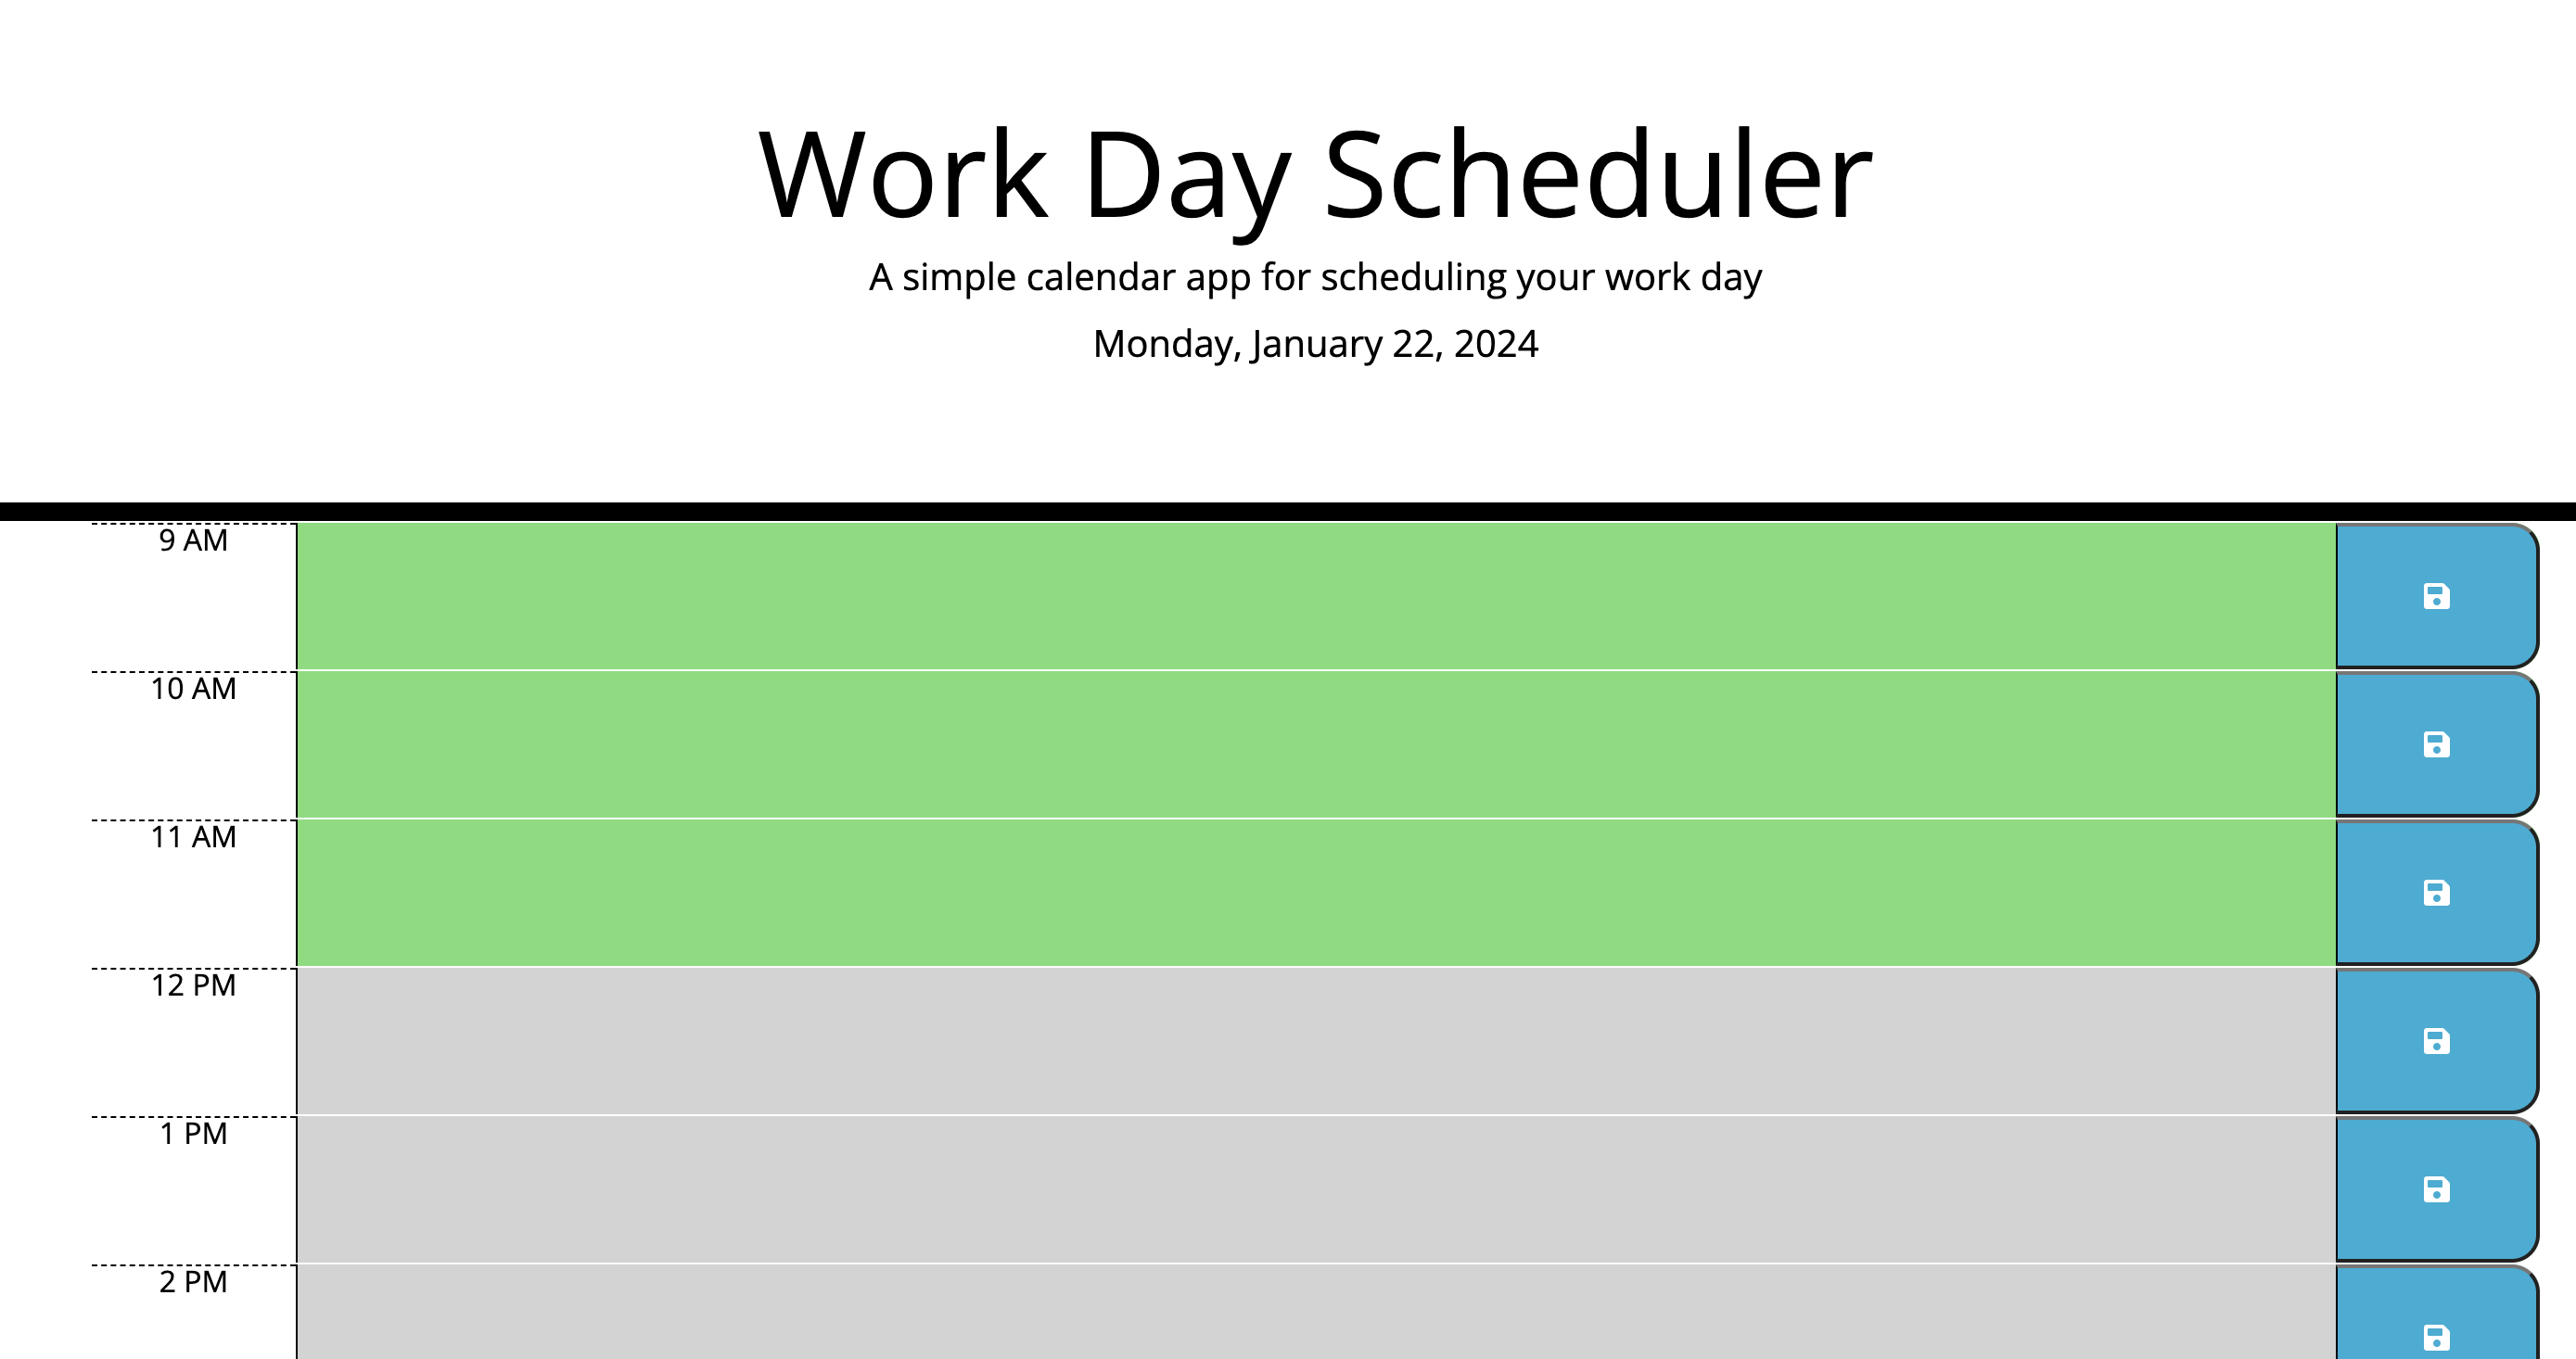 Work Day Scheduler
A simple calendar app for scheduling your work day
Monday, January 22, 2024
9 AM
10 AM
11 AM
12 PM
1 PM
2 PM